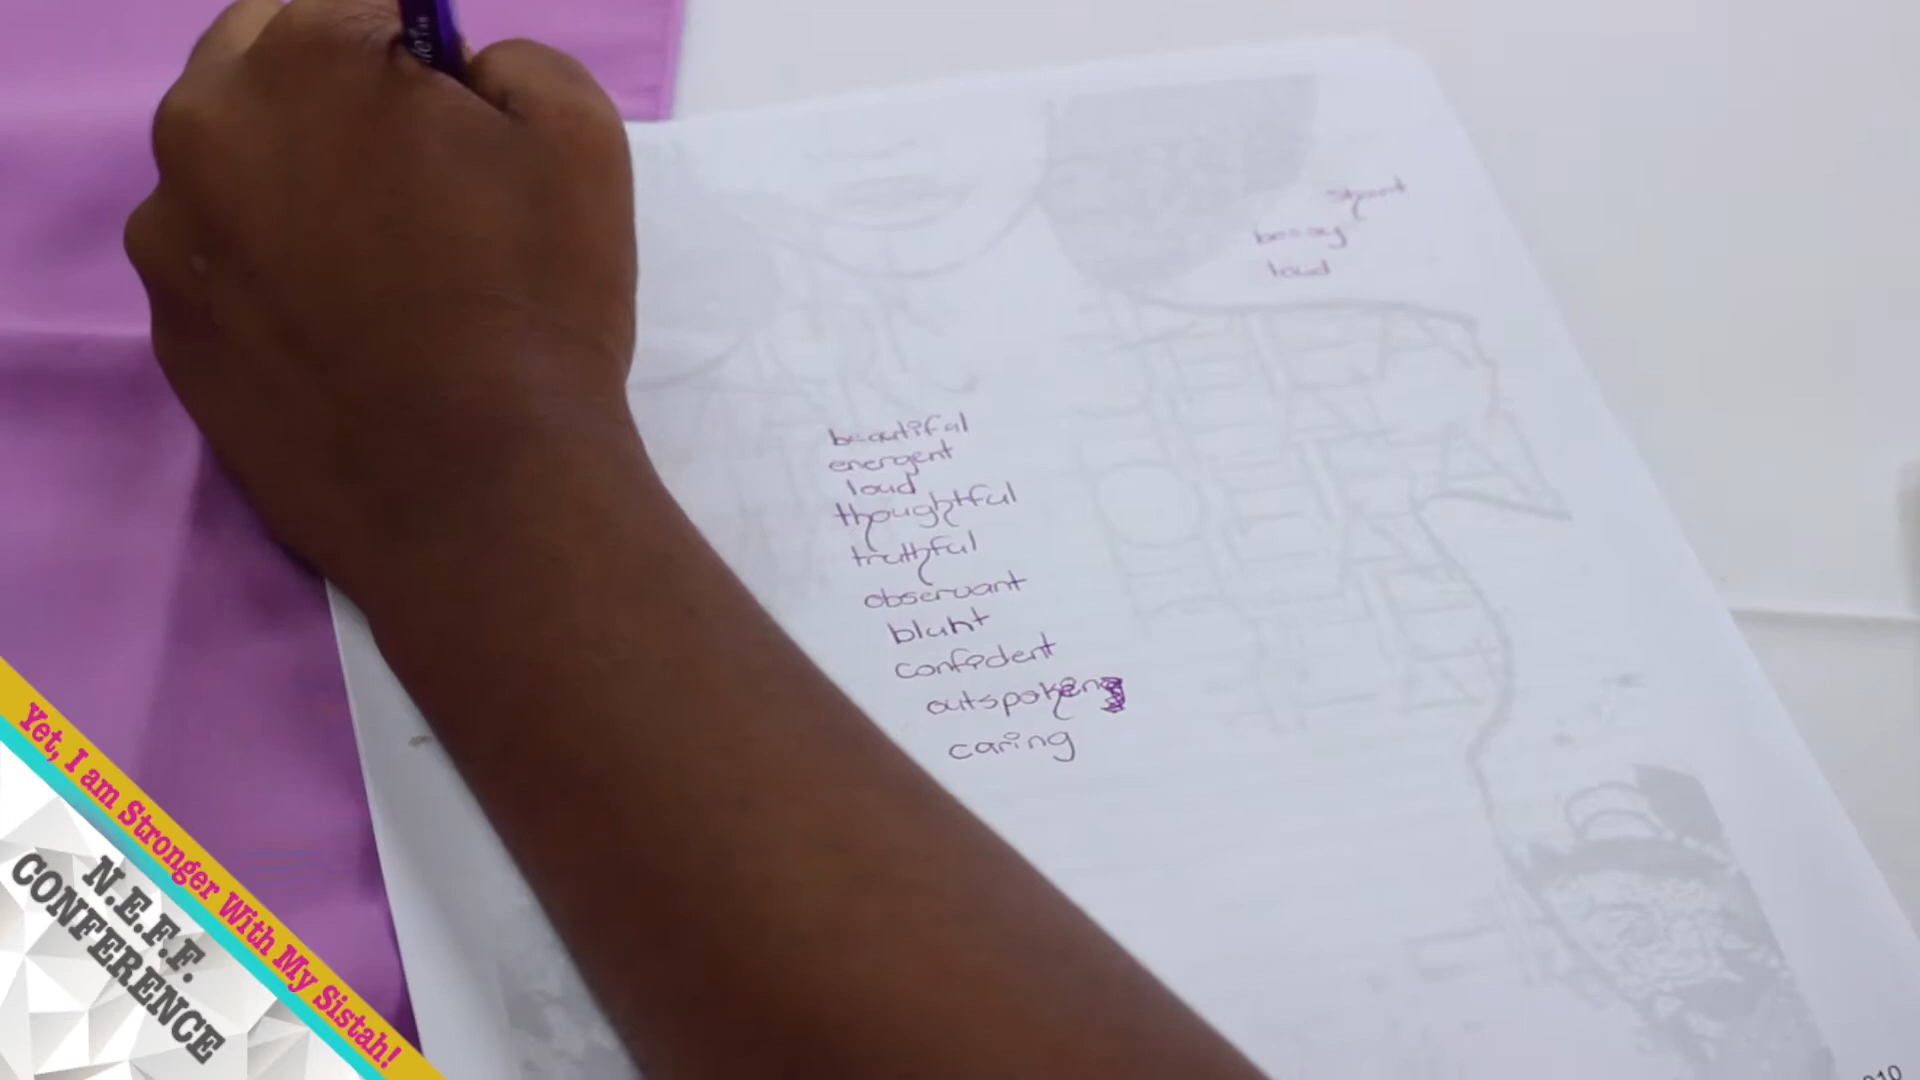 bossy
loud
beautiful
energent
loud
thoughtful
truthful
observant
blunt
confident
outspoken
caring
Yet, I am Stronger With My Sistah!
N.E.F.F.
CONFERENCE